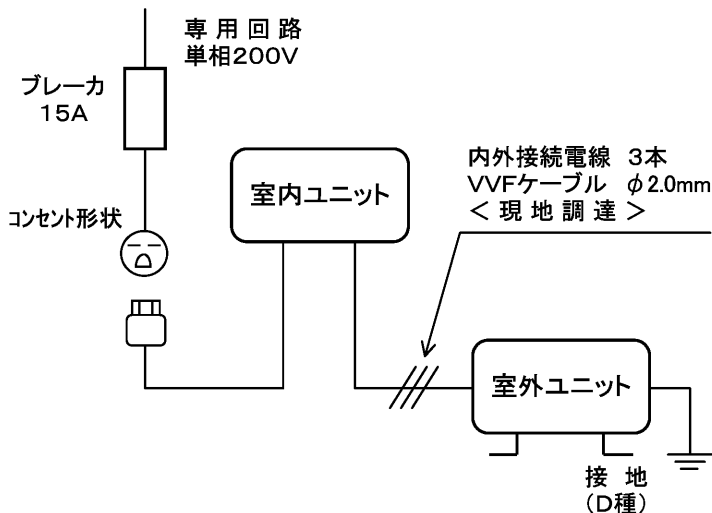 専用回路
単相200V
ブレーカ
15A
コンセント形状
室内ユニット
内外接続電線 3本
VVFケーブル φ2.0mm
<現地調達>
室外ユニット
接地
(D種)